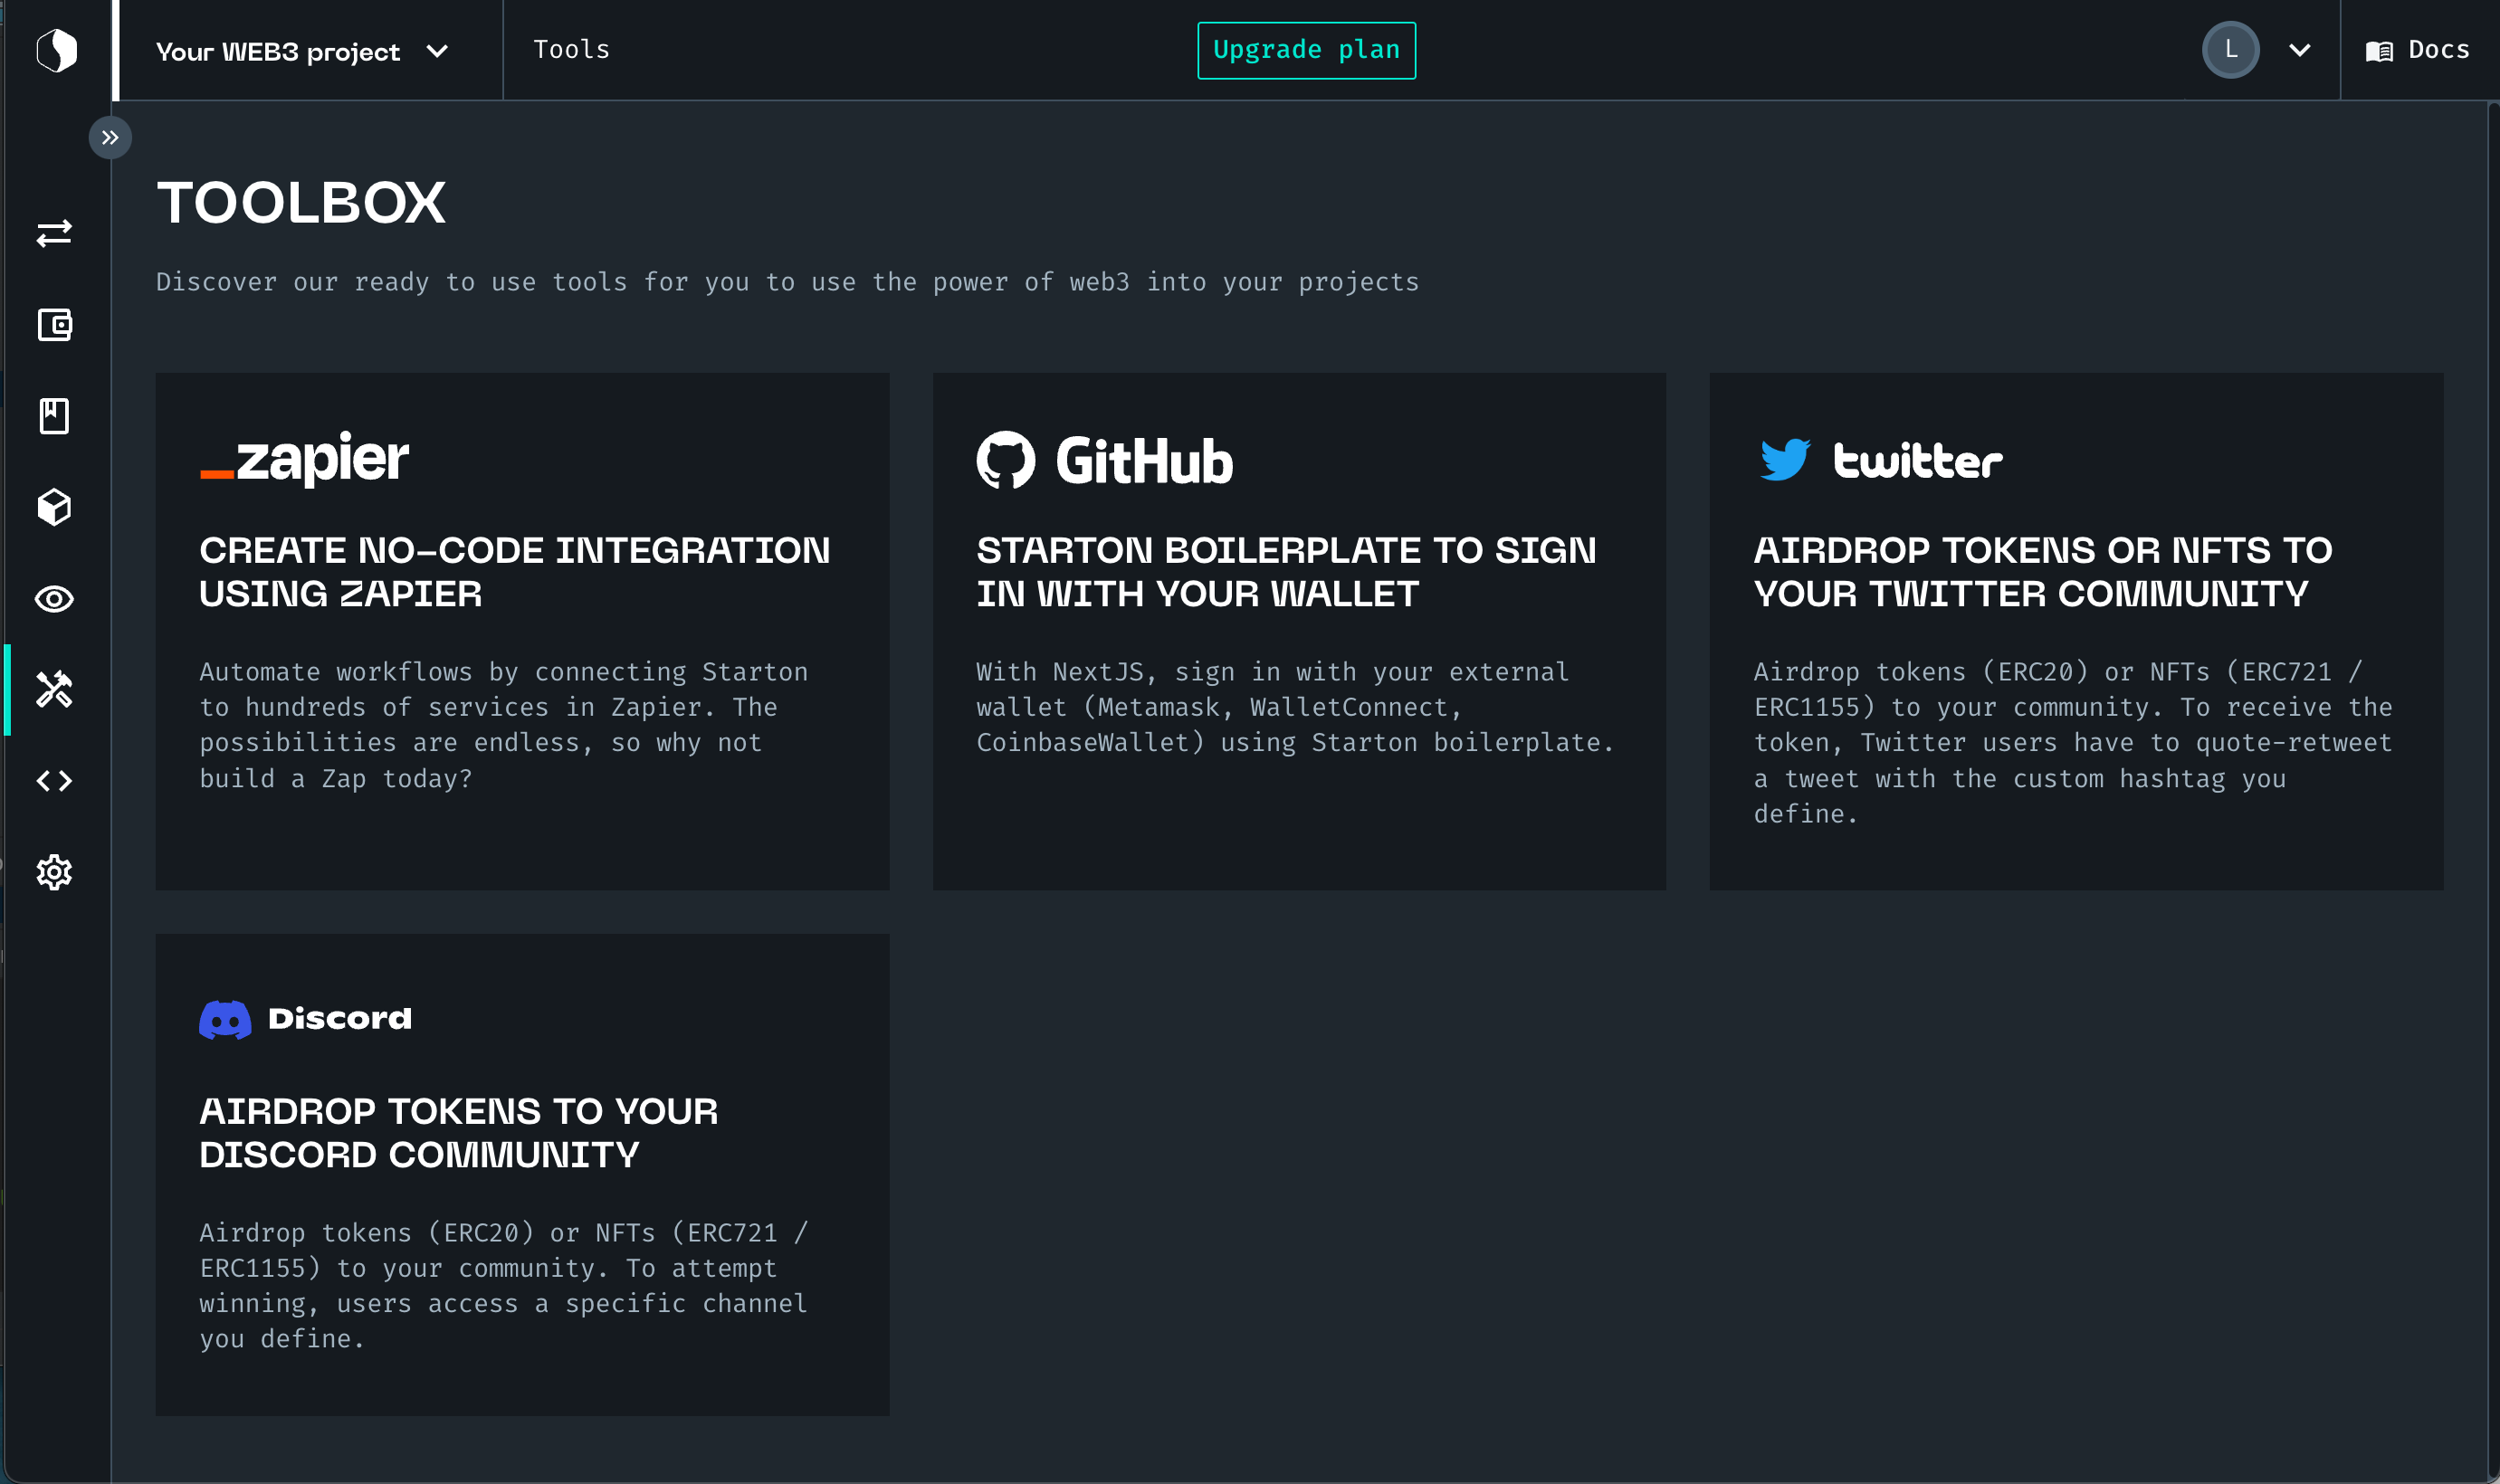 Your WEB3 project
Tools
Upgrade plan
L
Docs
TOOLBOX
Discover our ready to use tools for you to use the power of web3 into your projects
zapier
CREATE NO-CODE INTEGRATION
USING ZAPIER
Automate workflows by connecting Starton
to hundreds of services in Zapier. The
possibilities are endless, so why not
build a Zap today?
GitHub
STARTON BOILERPLATE TO SIGN
IN WITH YOUR WALLET
With NextJS, sign in with your external
wallet (Metamask, WalletConnect,
CoinbaseWallet) using Starton boilerplate.
twitter
AIRDROP TOKENS OR NFTS TO
YOUR TWITTER COMMUNITY
Airdrop tokens (ERC20) or NFTs (ERC721 /
ERC1155) to your community. To receive the
token, Twitter users have to quote-retweet
a tweet with the custom hashtag you
define.
Discord
AIRDROP TOKENS TO YOUR
DISCORD COMMUNITY
Airdrop tokens (ERC20) or NFTs (ERC721 /
ERC1155) to your community. To attempt
winning, users access a specific channel
you define.